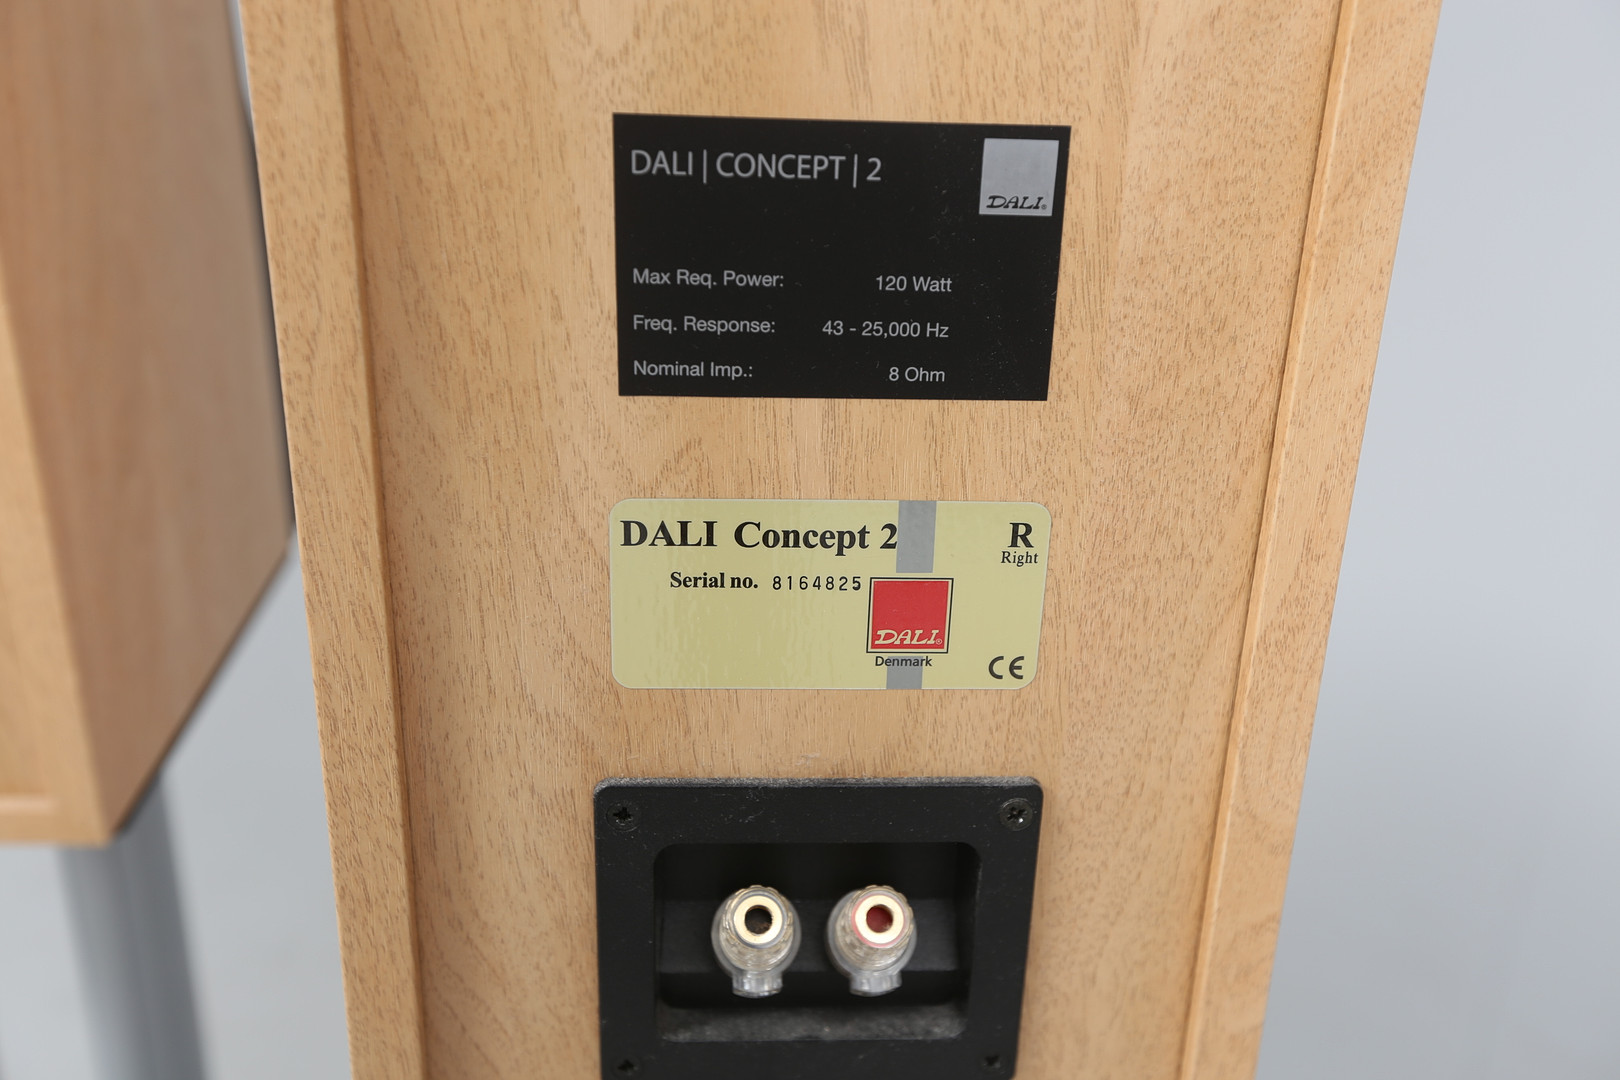 DALI | CONCEPT | 2
DALI®
Max Req. Power: 120 Watt
Freq. Response: 43 - 25,000 Hz
Nominal Imp.: 8 Ohm
DALI Concept 2
R
Right
Serial no. 8164825
DALI®
Denmark
CE